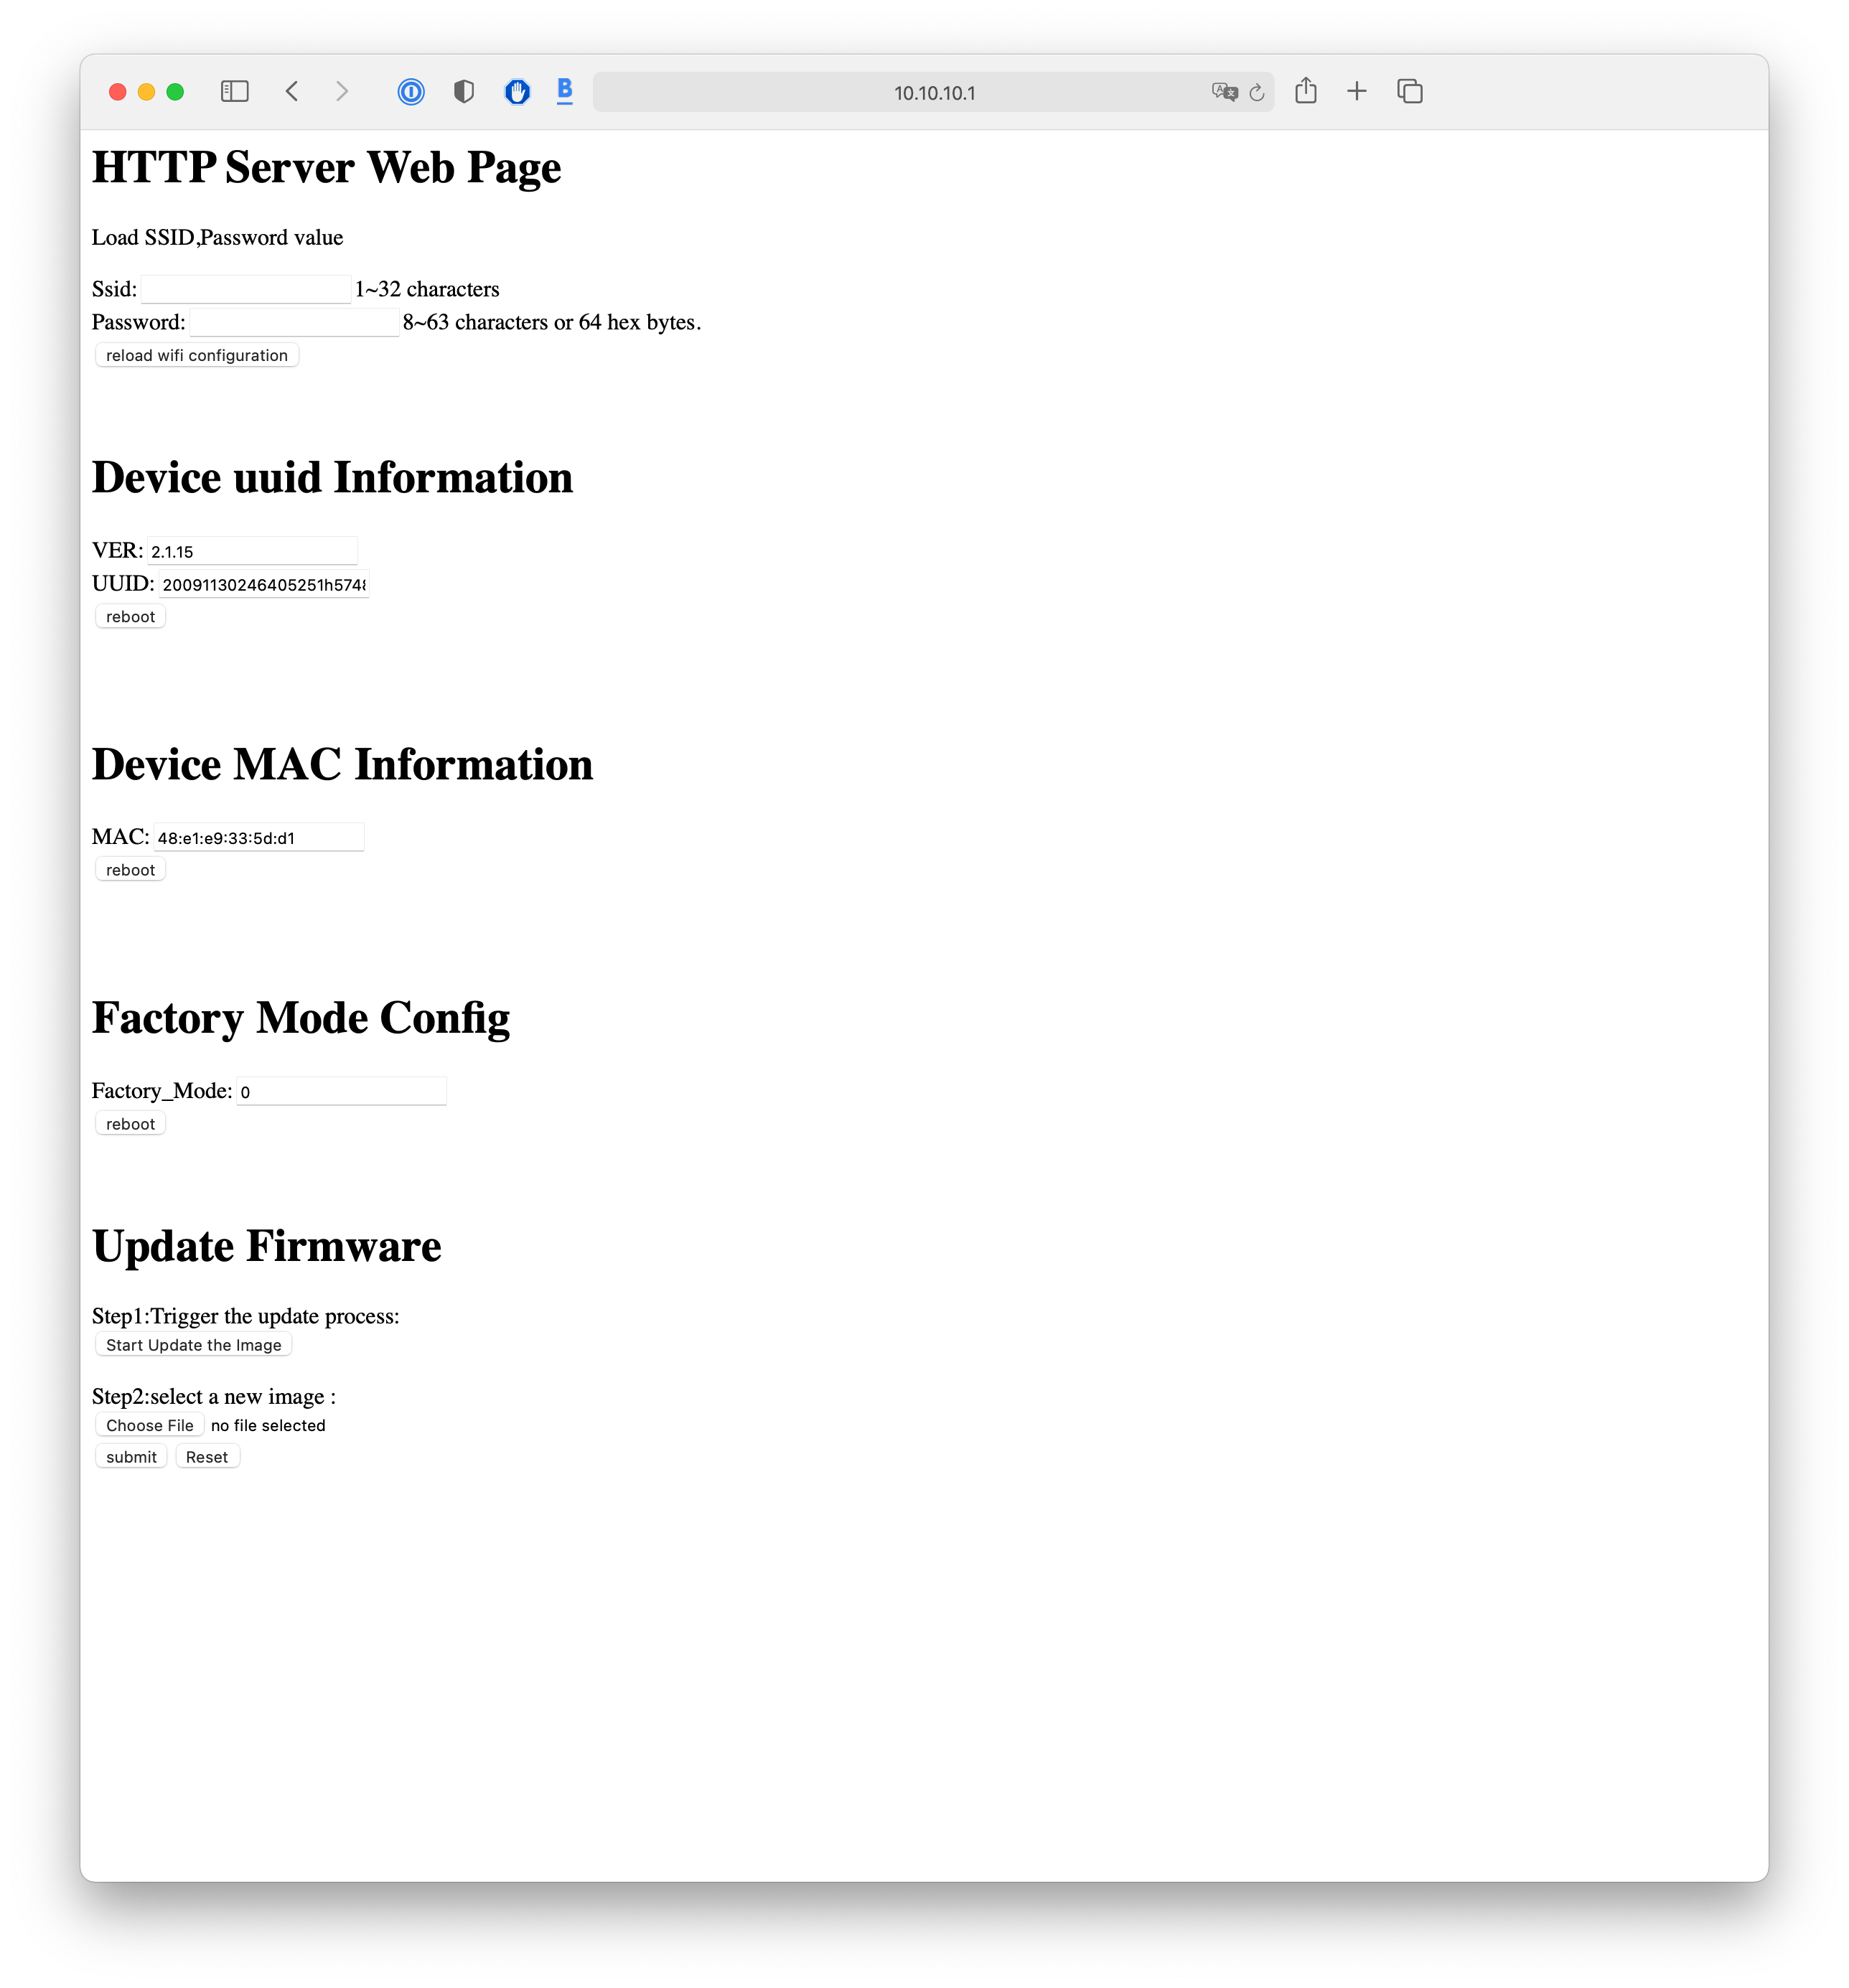 10.10.10.1
HTTP Server Web Page
Load SSID,Password value
Ssid: 1~32 characters
Password: 8~63 characters or 64 hex bytes.
reload wifi configuration
Device uuid Information
VER: 2.1.15
UUID: 20091130246405251h5748
reboot
Device MAC Information
MAC: 48:e1:e9:33:5d:d1
reboot
Factory Mode Config
Factory_Mode: 0
reboot
Update Firmware
Step1:Trigger the update process:
Start Update the Image
Step2:select a new image :
Choose File no file selected
submit Reset